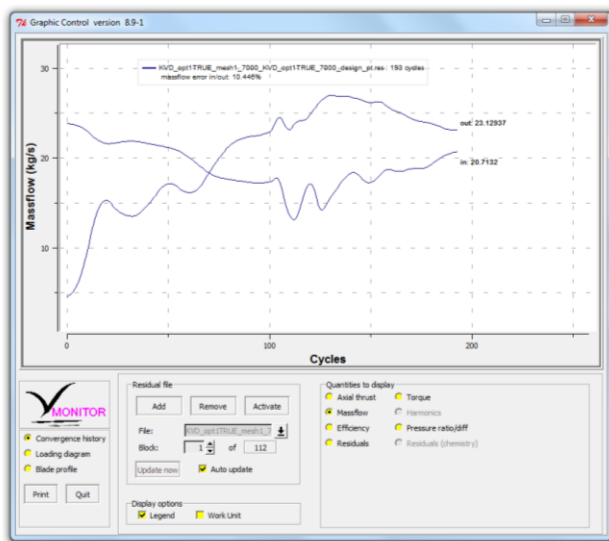 Graphic Control version 8.9-1
KVD_opt1TRUE_mesh1_7000_KVD_opt1TRUE_7000_design_pt.res : 193 cycles
massflow error in/out: 10.446%
Massflow (kg/s)
30
20
10
out: 23.12937
in: 20.7132
0
100
200
Cycles
MONITOR
Convergence history
Loading diagram
Blade profile
Print
Quit
Residual file
Add
Remove
Activate
File:
KVD_opt1TRUE_mesh1_7
Block:
1
of
112
Update now
Auto update
Display options
Legend
Work Unit
Quantities to display
Axial thrust
Torque
Massflow
Harmonics
Efficiency
Pressure ratio/diff
Residuals
Residuals (chemistry)